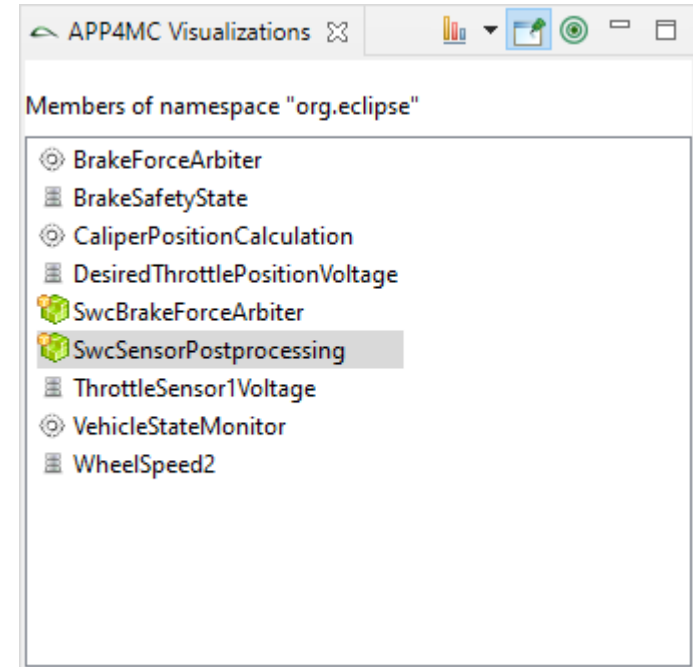 APP4MC Visualizations
Members of namespace "org.eclipse"
BrakeForceArbiter
BrakeSafetyState
CaliperPositionCalculation
DesiredThrottlePositionVoltage
SwcBrakeForceArbiter
SwcSensorPostprocessing
ThrottleSensor1Voltage
VehicleStateMonitor
WheelSpeed2